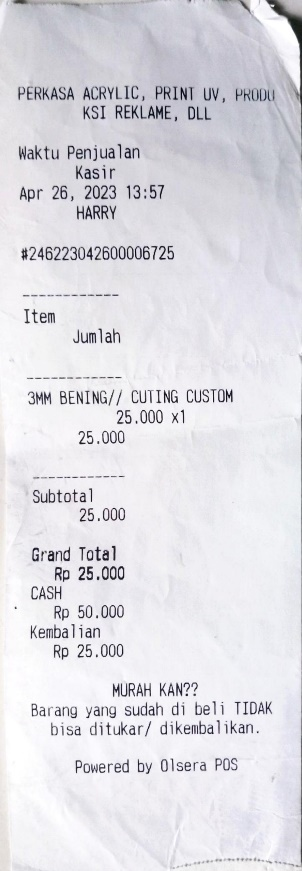 PERKASA ACRYLIC, PRINT UV, PRODU
KSI REKLAME, DLL
Waktu Penjualan
Kasir
Apr 26, 2023 13:57
HARRY
#246223042600006725
------------
Item
Jumlah
------------
3MM BENING// CUTING CUSTOM
25.000 x1
25.000
------------
Subtotal
25.000
Grand Total
Rp 25.000
CASH
Rp 50.000
Kembalian
Rp 25.000
MURAH KAN??
Barang yang sudah di beli TIDAK
bisa ditukar/ dikembalikan.
Powered by Olsera POS